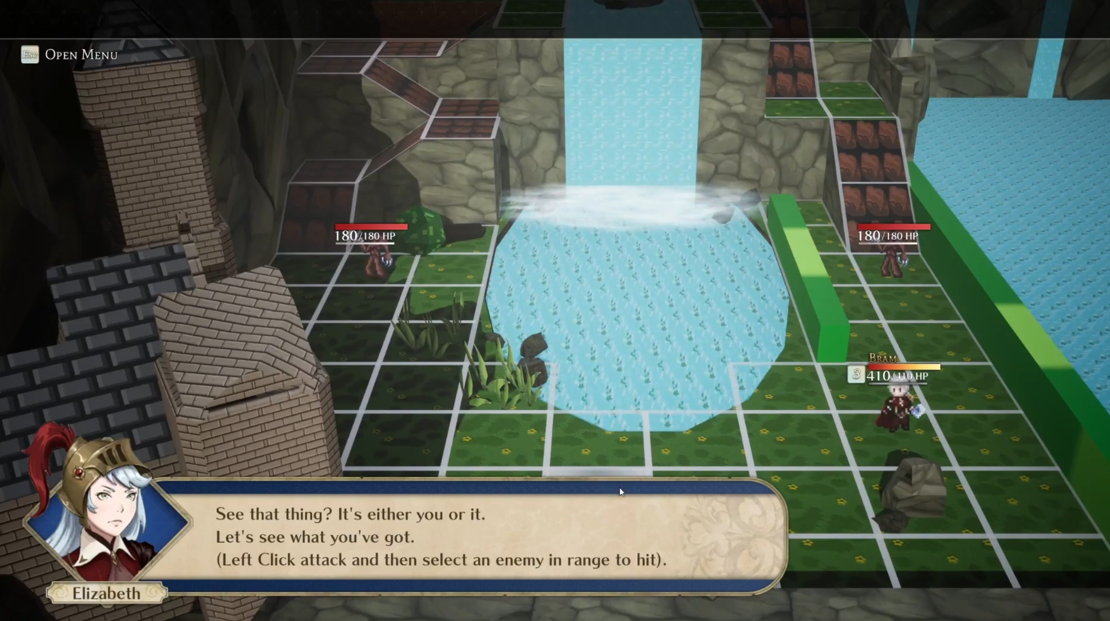 Esc Open Menu
180/180 HP
180/180 HP
Bram
3 410/410 HP
See that thing? It's either you or it.
Let's see what you've got.
(Left Click attack and then select an enemy in range to hit).
Elizabeth